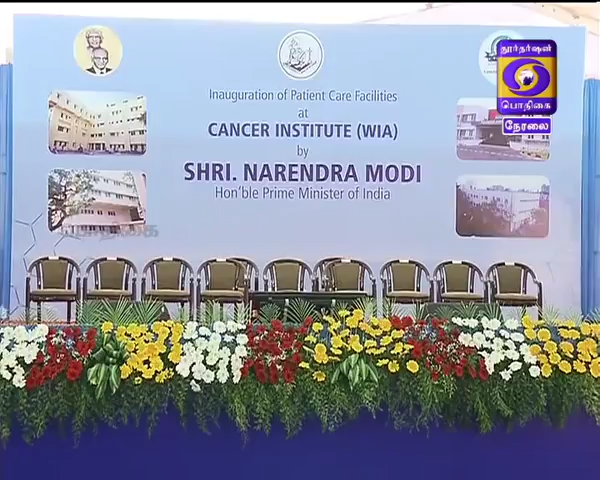 தூர்தர்ஷன்
பொதிகை
நேரலை
Inauguration of Patient Care Facilities
at
CANCER INSTITUTE (WIA)
by
SHRI. NARENDRA MODI
Hon'ble Prime Minister of India